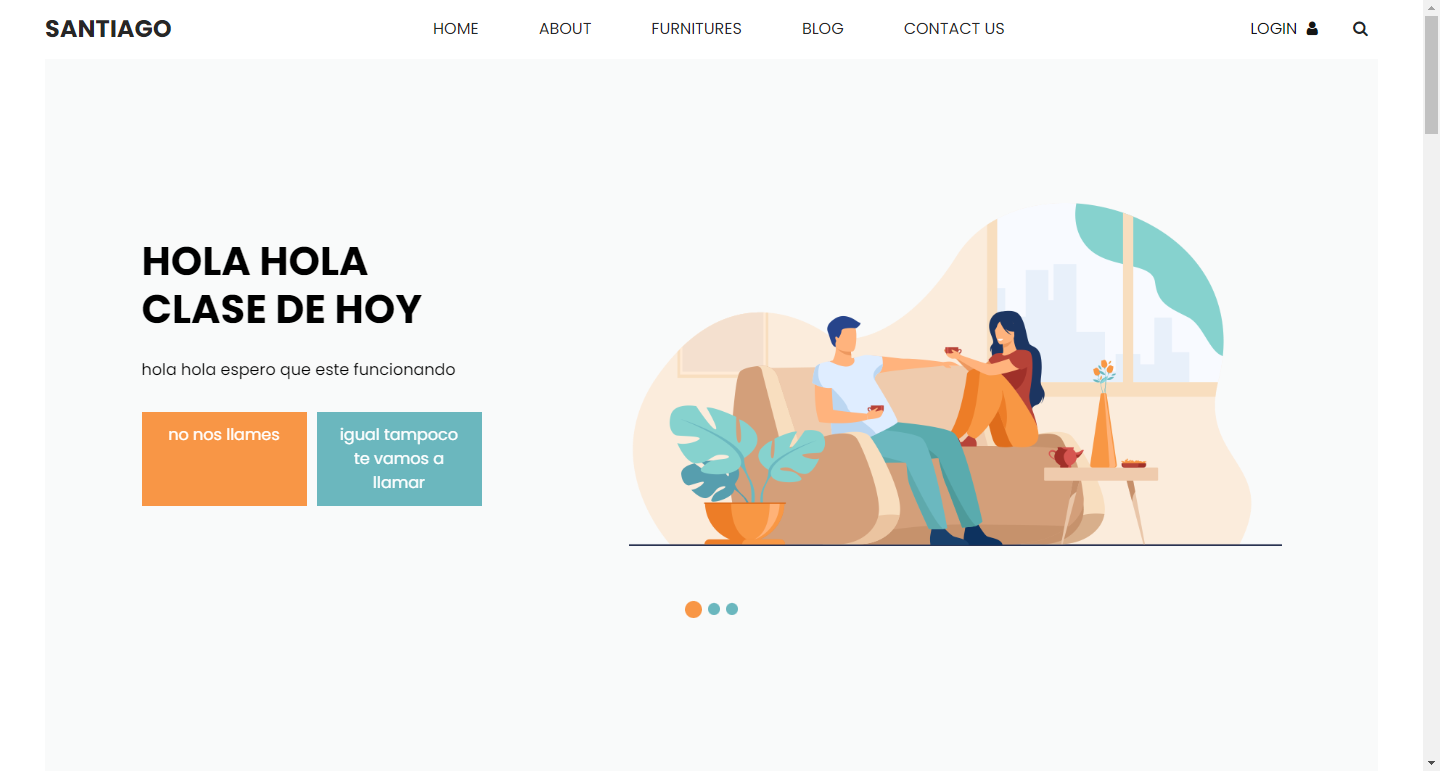 SANTIAGO
HOME ABOUT FURNITURES BLOG CONTACT US
LOGIN
HOLA HOLA
CLASE DE HOY
hola hola espero que este funcionando
no nos llames
igual tampoco
te vamos a
llamar